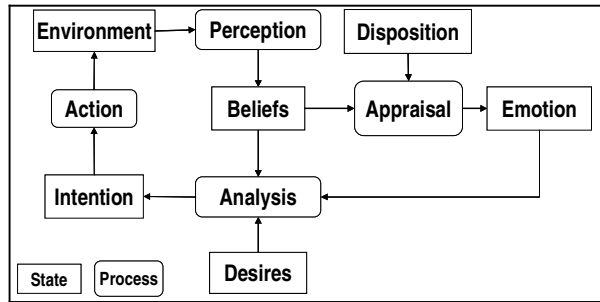 Environment
Perception
Disposition
Action
Beliefs
Appraisal
Emotion
Intention
Analysis
State
Process
Desires